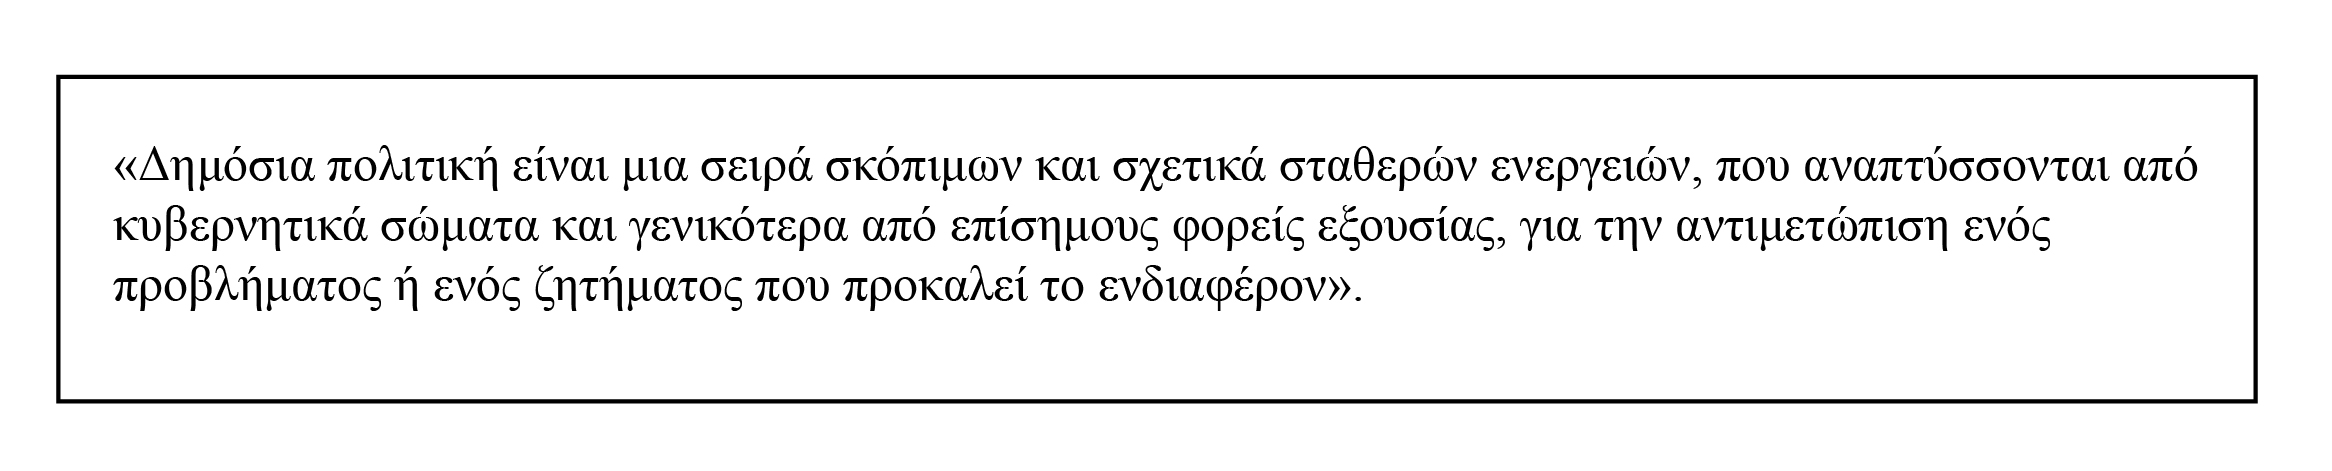 «Δημόσια πολιτική είναι μια σειρά σκόπιμων και σχετικά σταθερών ενεργειών, που αναπτύσσονται από
κυβερνητικά σώματα και γενικότερα από επίσημους φορείς εξουσίας, για την αντιμετώπιση ενός
προβλήματος ή ενός ζητήματος που προκαλεί το ενδιαφέρον».